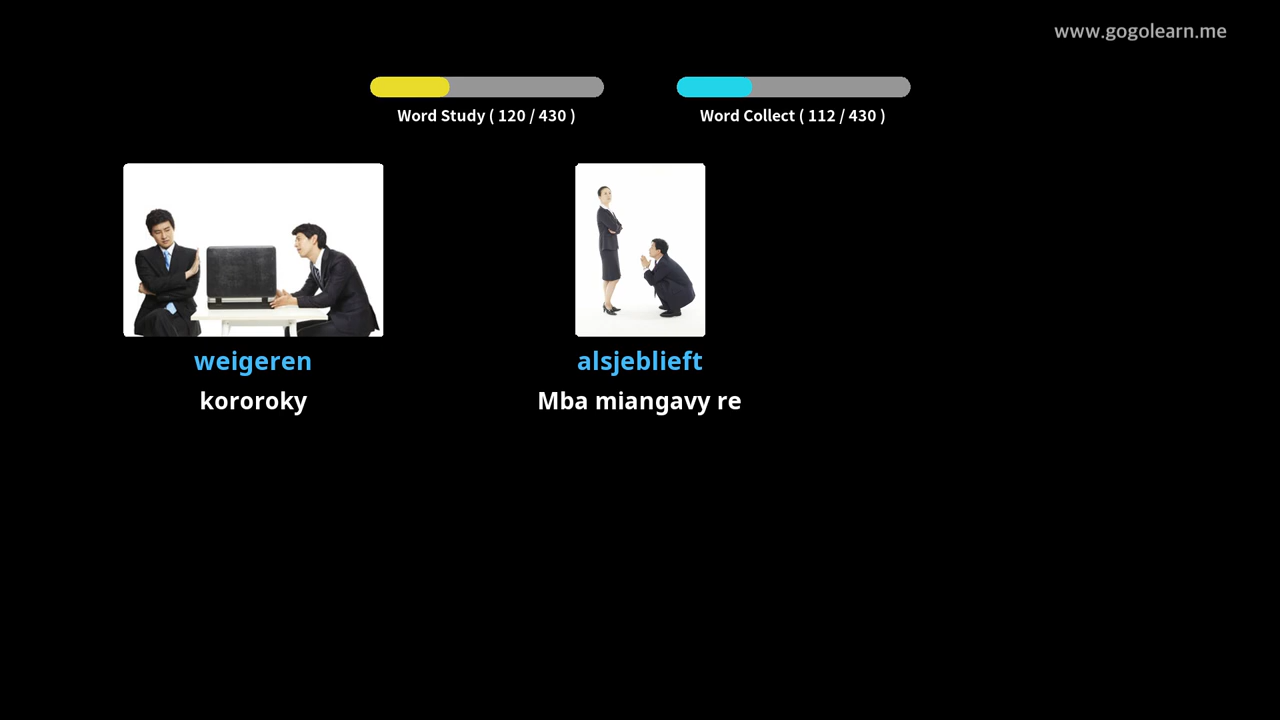 www.gogolearn.me
Word Study ( 120 / 430 )
Word Collect ( 112 / 430 )
weigeren
kororoky
alsjeblieft
Mba miangavy re